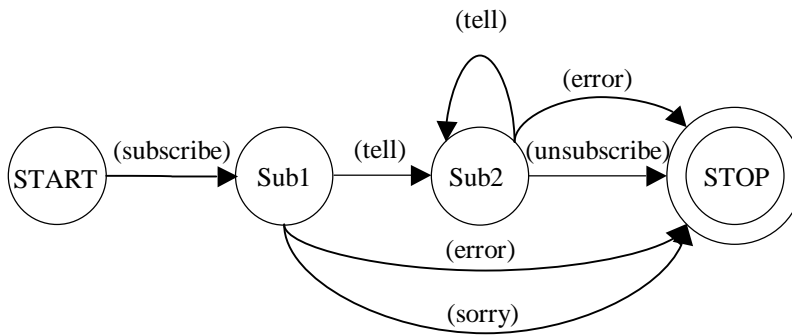 (tell)
(error)
(subscribe)
(tell)
(unsubscribe)
START
Sub1
Sub2
STOP
(error)
(sorry)